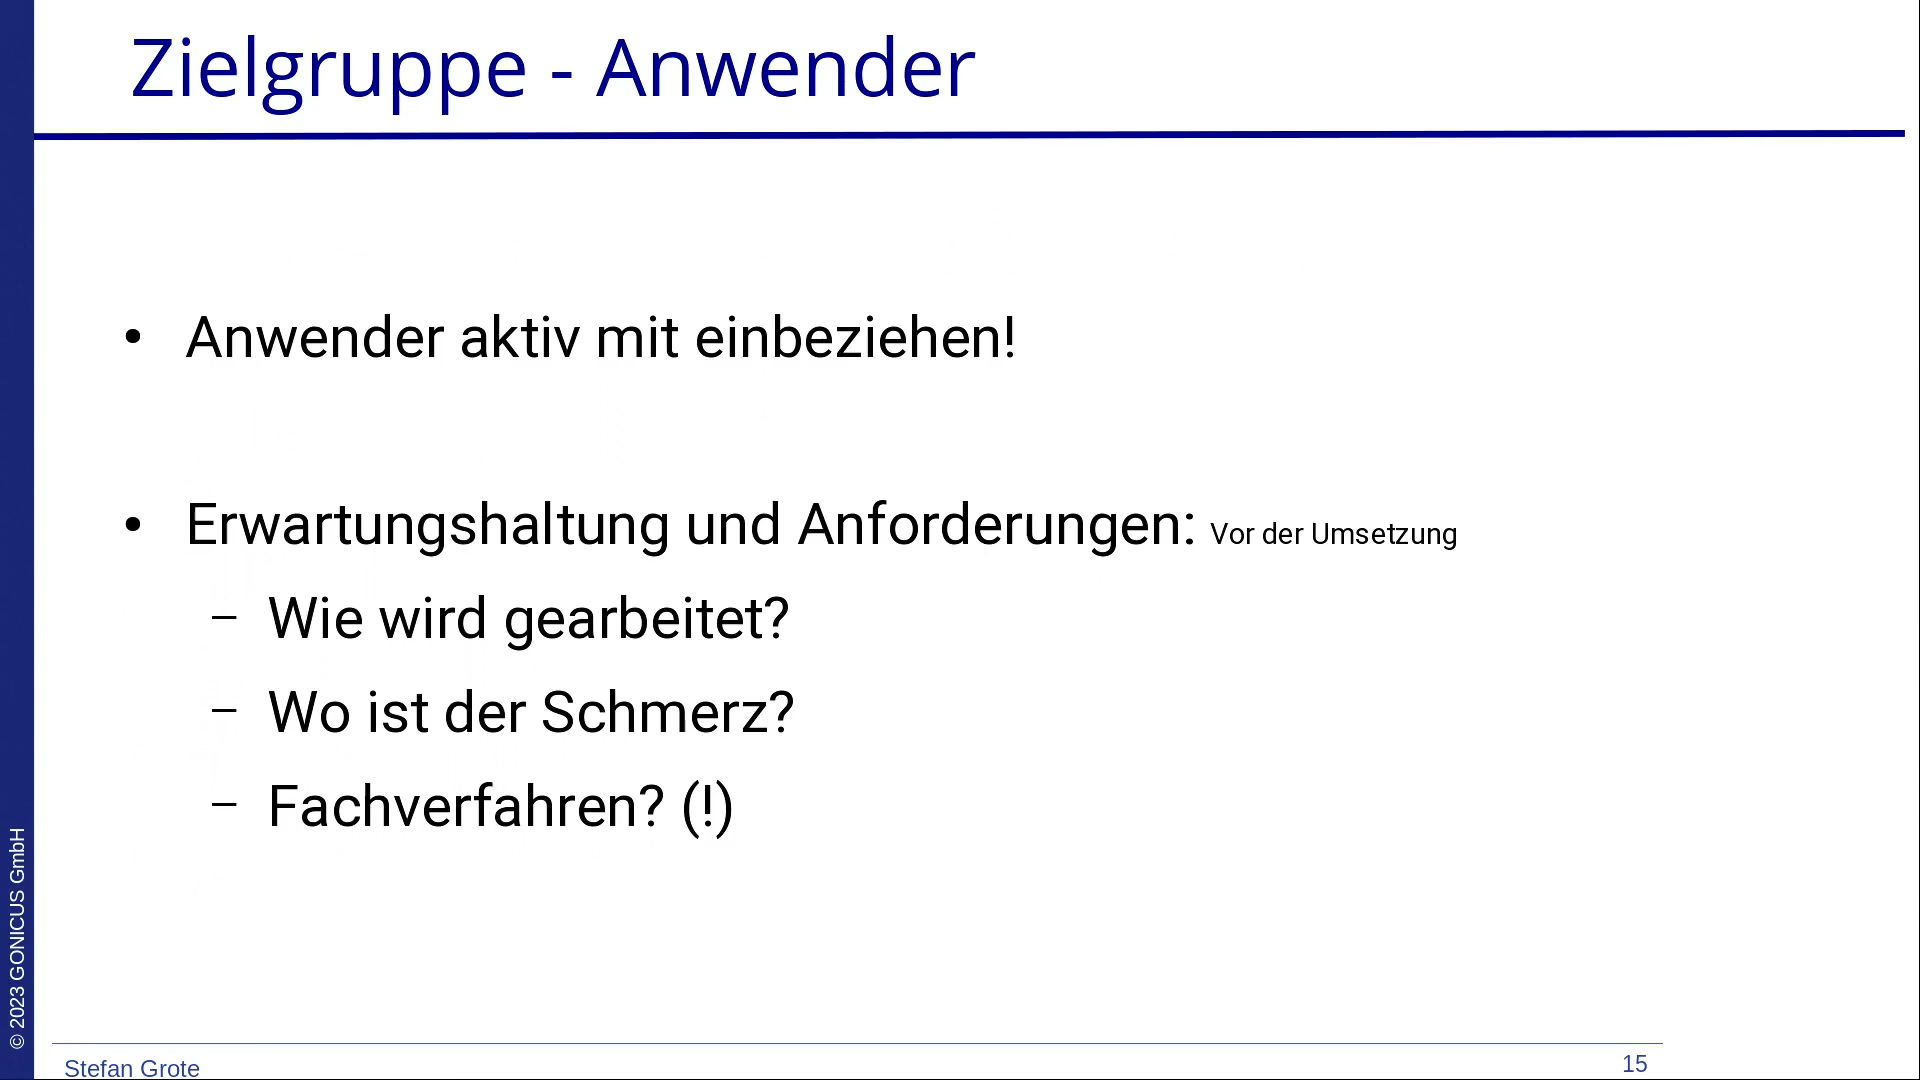 Zielgruppe - Anwender
• Anwender aktiv mit einbeziehen!
• Erwartungshaltung und Anforderungen: Vor der Umsetzung
– Wie wird gearbeitet?
– Wo ist der Schmerz?
– Fachverfahren? (!)
© 2023 GONICUS GmbH
Stefan Grote
15